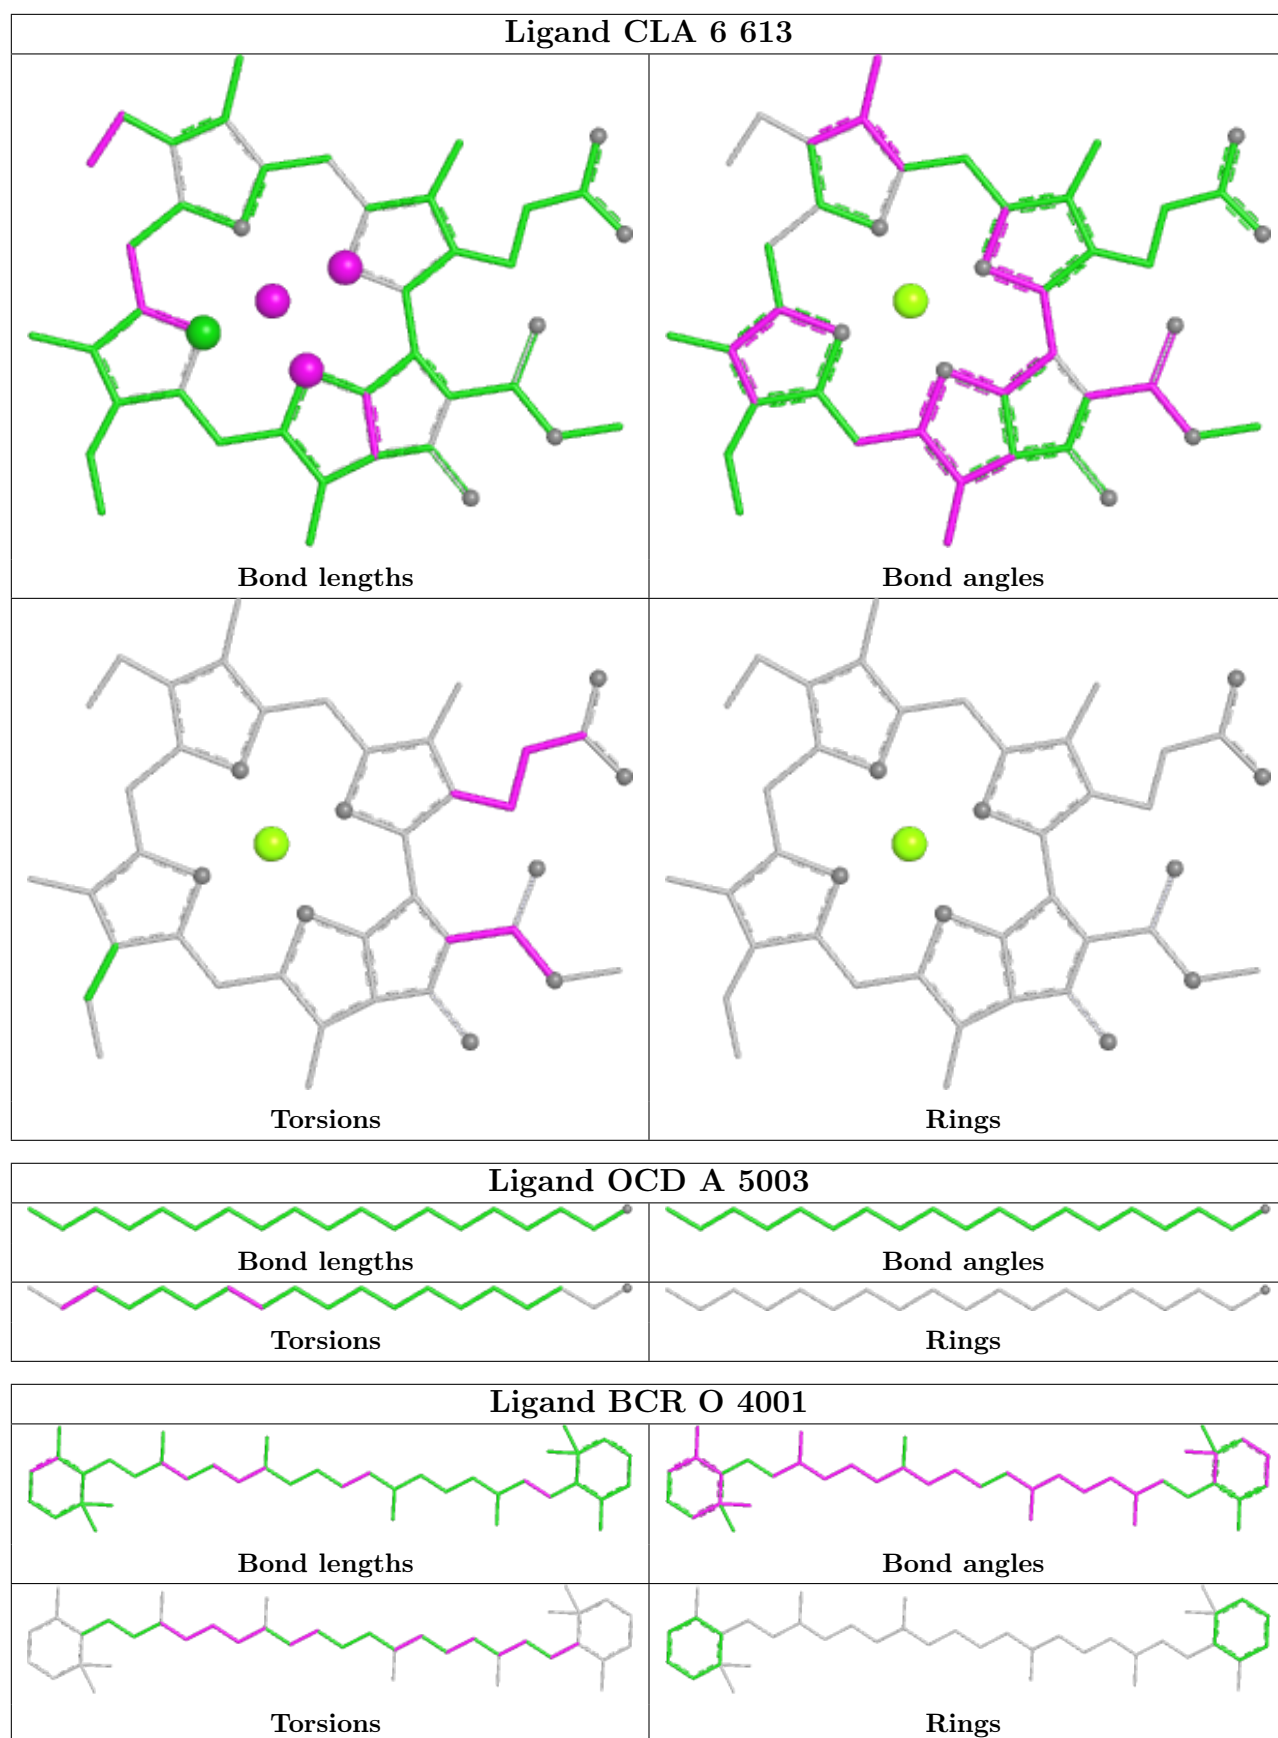 Ligand CLA 6 613
Bond lengths
Bond angles
Torsions
Rings
Ligand OCD A 5003
Bond lengths
Bond angles
Torsions
Rings
Ligand BCR O 4001
Bond lengths
Bond angles
Torsions
Rings